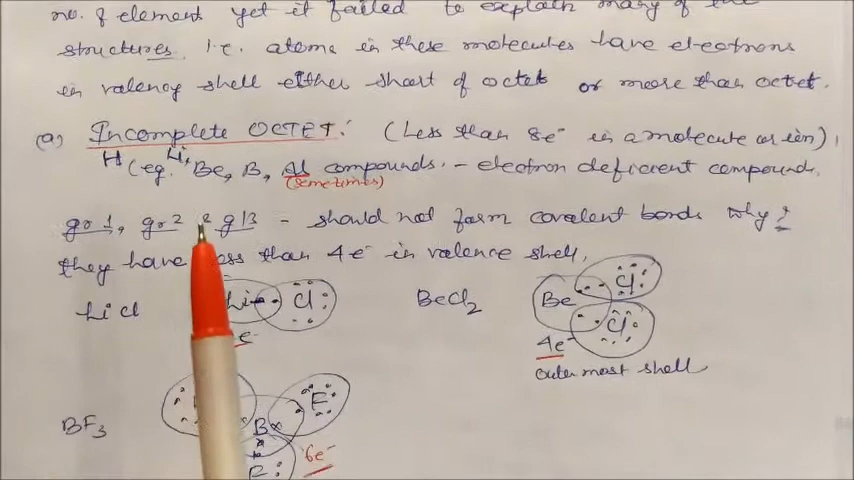 no. of element yet it failed to explain many of the
structures. i.e. atoms in these molecules have electrons
in valency shell either short of octet or more than octet.
(a) Incomplete OCTET: (Less than 8e⁻ in a molecule or ion)
H Li,
(eg. Be, B, Al compounds. - electron deficient compounds.
(sometimes)
gr 1, gr 2 & g 13 - should not form covalent bonds why?
they have less than 4e⁻ in valence shell.
LiCl Li Cl BeCl₂ Be Cl
Cl
e⁻ 4e⁻
outermost shell
BF₃ B F
F 6e⁻